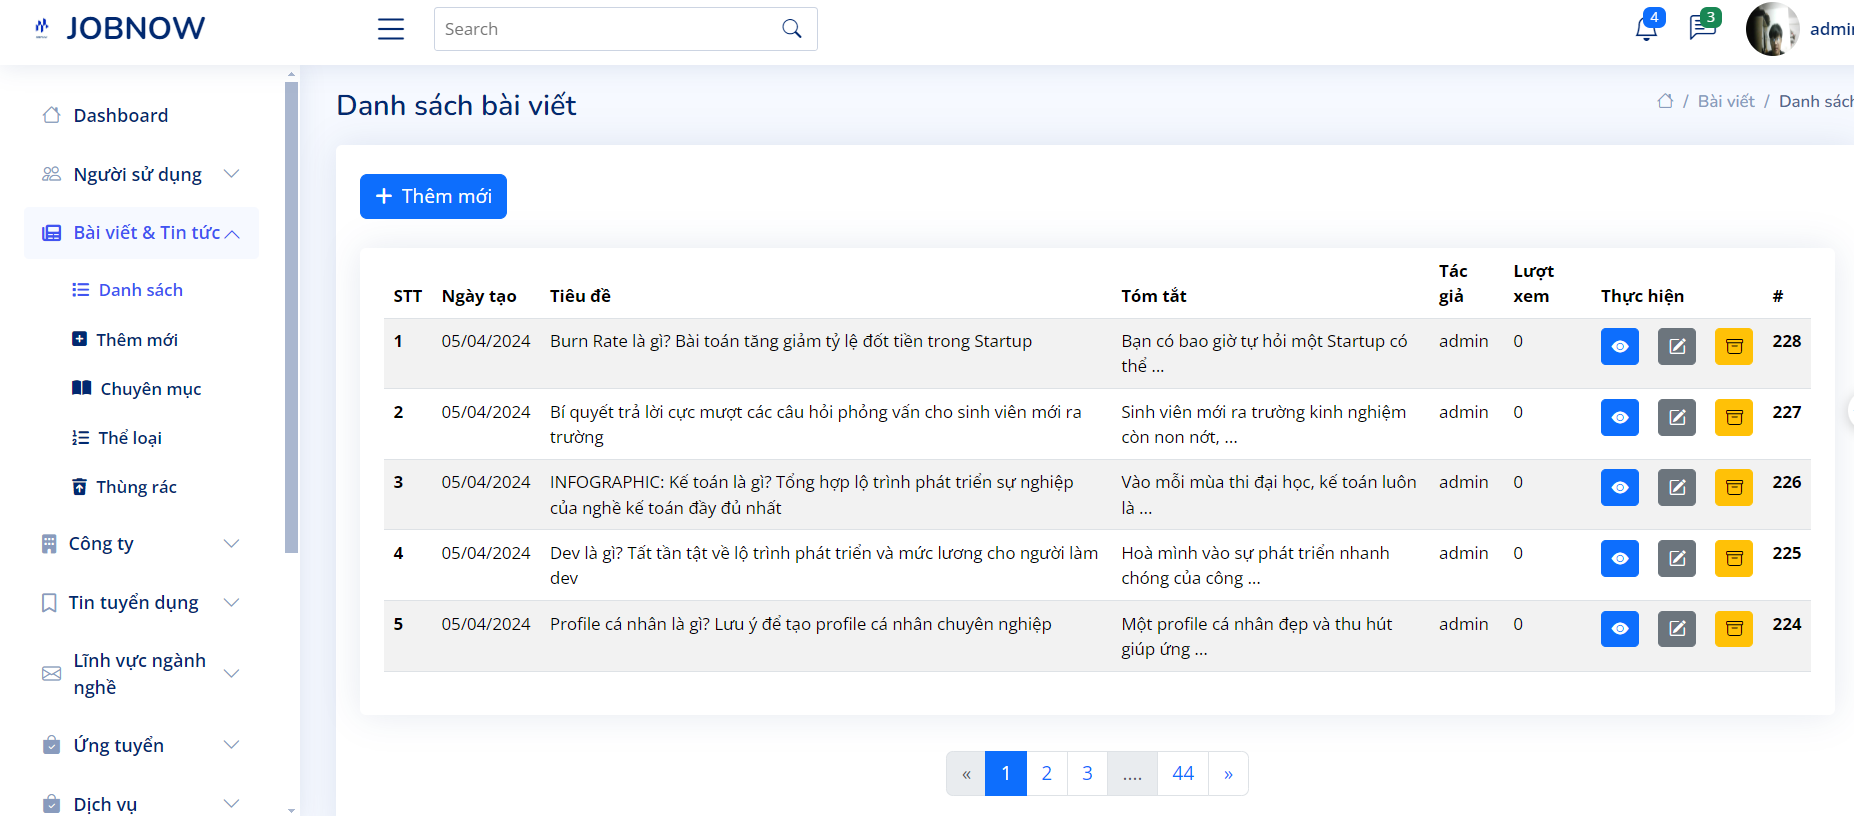 JOBNOW
Search
4
3
Dashboard
Người sử dụng
Bài viết & Tin tức
Danh sách
Thêm mới
Chuyên mục
Thể loại
Thùng rác
Công ty
Tin tuyển dụng
Lĩnh vực ngành
nghề
Ứng tuyển
Dịch vụ
Danh sách bài viết
/ Bài viết /
+ Thêm mới
STT Ngày tạo Tiêu đề Tóm tắt Tác giả Lượt xem Thực hiện #
1 05/04/2024 Burn Rate là gì? Bài toán tăng giảm tỷ lệ đốt tiền trong Startup Bạn có bao giờ tự hỏi một Startup có admin 0 228
thể ...
2 05/04/2024 Bí quyết trả lời cực mượt các câu hỏi phỏng vấn cho sinh viên mới ra Sinh viên mới ra trường kinh nghiệm admin 0 227
trường còn non nớt, ...
3 05/04/2024 INFOGRAPHIC: Kế toán là gì? Tổng hợp lộ trình phát triển sự nghiệp Vào mỗi mùa thi đại học, kế toán luôn admin 0 226
của nghề kế toán đầy đủ nhất là ...
4 05/04/2024 Dev là gì? Tất tần tật về lộ trình phát triển và mức lương cho người làm Hoà mình vào sự phát triển nhanh admin 0 225
dev chóng của công ...
5 05/04/2024 Profile cá nhân là gì? Lưu ý để tạo profile cá nhân chuyên nghiệp Một profile cá nhân đẹp và thu hút admin 0 224
giúp ứng ...
« 1 2 3 .... 44 »